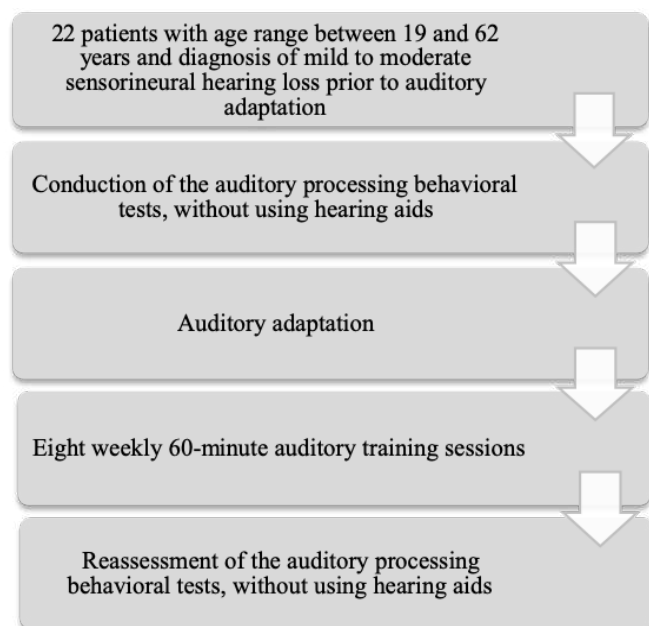 22 patients with age range between 19 and 62
years and diagnosis of mild to moderate
sensorineural hearing loss prior to auditory
adaptation
Conduction of the auditory processing behavioral
tests, without using hearing aids
Auditory adaptation
Eight weekly 60-minute auditory training sessions
Reassessment of the auditory processing
behavioral tests, without using hearing aids